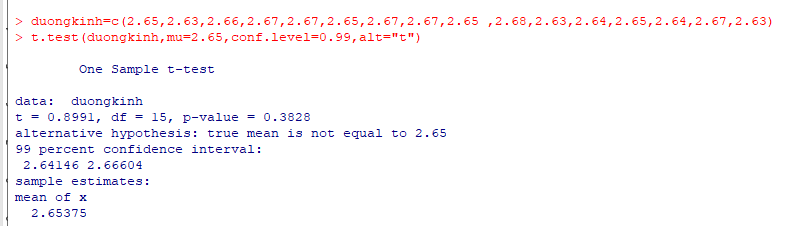 > duongkinh=c(2.65,2.63,2.66,2.67,2.67,2.65,2.67,2.67,2.65 ,2.68,2.63,2.64,2.65,2.64,2.67,2.63)
> t.test(duongkinh,mu=2.65,conf.level=0.99,alt="t")
One Sample t-test
data:  duongkinh
t = 0.8991, df = 15, p-value = 0.3828
alternative hypothesis: true mean is not equal to 2.65
99 percent confidence interval:
2.64146 2.66604
sample estimates:
mean of x
2.65375